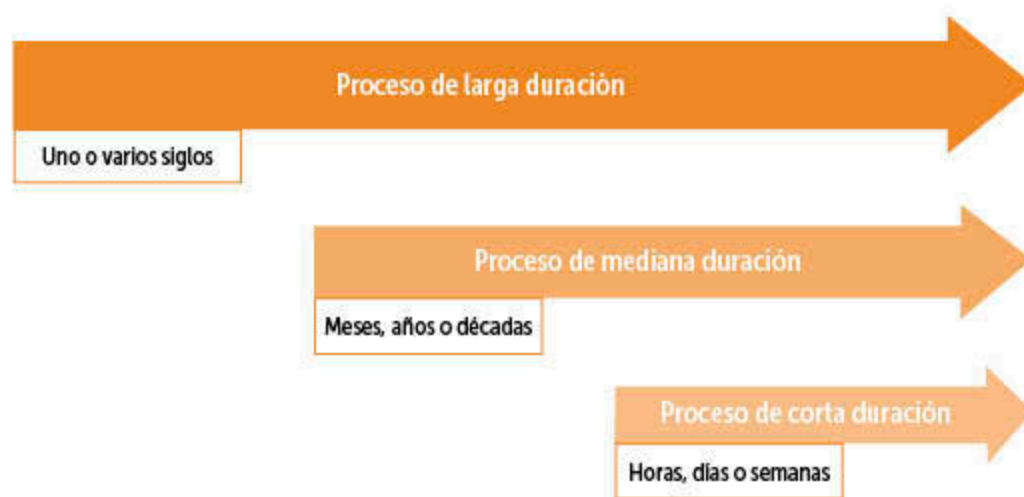 Proceso de larga duración
Uno o varios siglos
Proceso de mediana duración
Meses, años o décadas
Proceso de corta duración
Horas, días o semanas